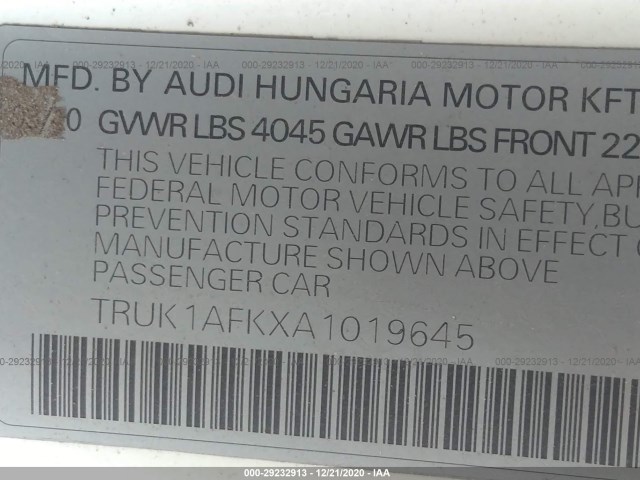 MFD. BY AUDI HUNGARIA MOTOR KFT
0 GVWR LBS 4045 GAWR LBS FRONT 22
THIS VEHICLE CONFORMS TO ALL
FEDERAL MOTOR VEHICLE SAFETY,
PREVENTION STANDARDS IN EFFECT
MANUFACTURE SHOWN ABOVE
PASSENGER CAR
TRUK1AFKXA1019645
000-29232913 - 12/21/2020 - IAA